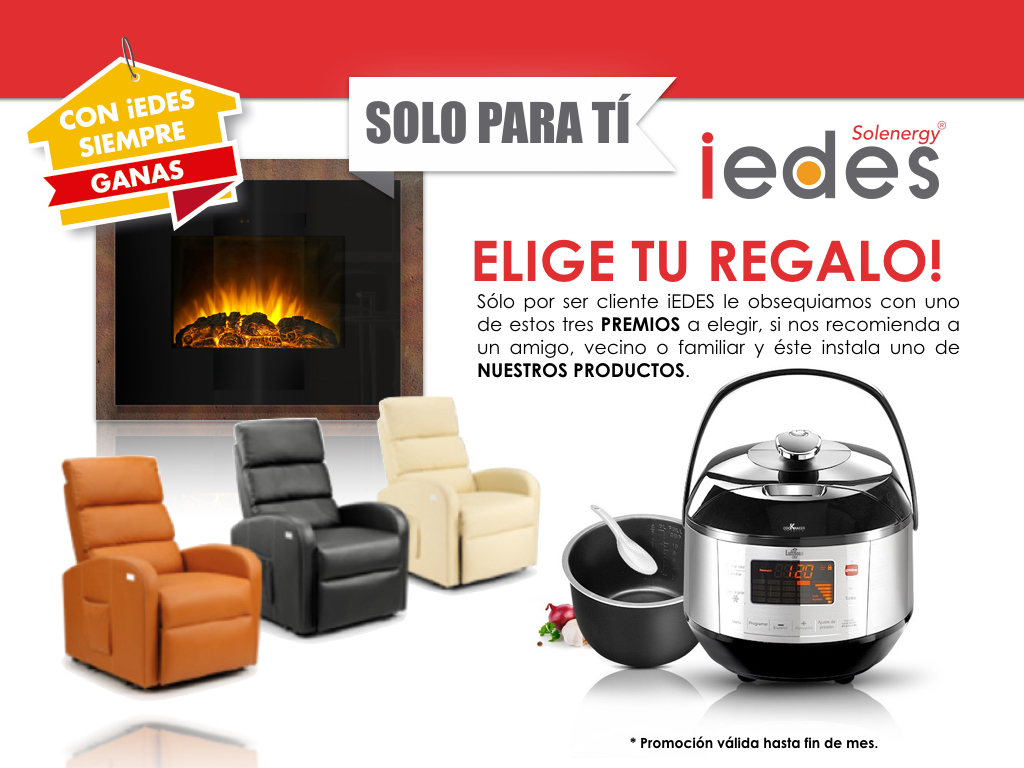 CON iEDES
SIEMPRE
GANAS
SOLO PARA TÍ
Solenergy®
iedes
ELIGE TU REGALO!
Sólo por ser cliente iEDES le obsequiamos con uno
de estos tres PREMIOS a elegir, si nos recomienda a
un amigo, vecino o familiar y éste instala uno de
NUESTROS PRODUCTOS.
120
Programar
* Promoción válida hasta fin de mes.